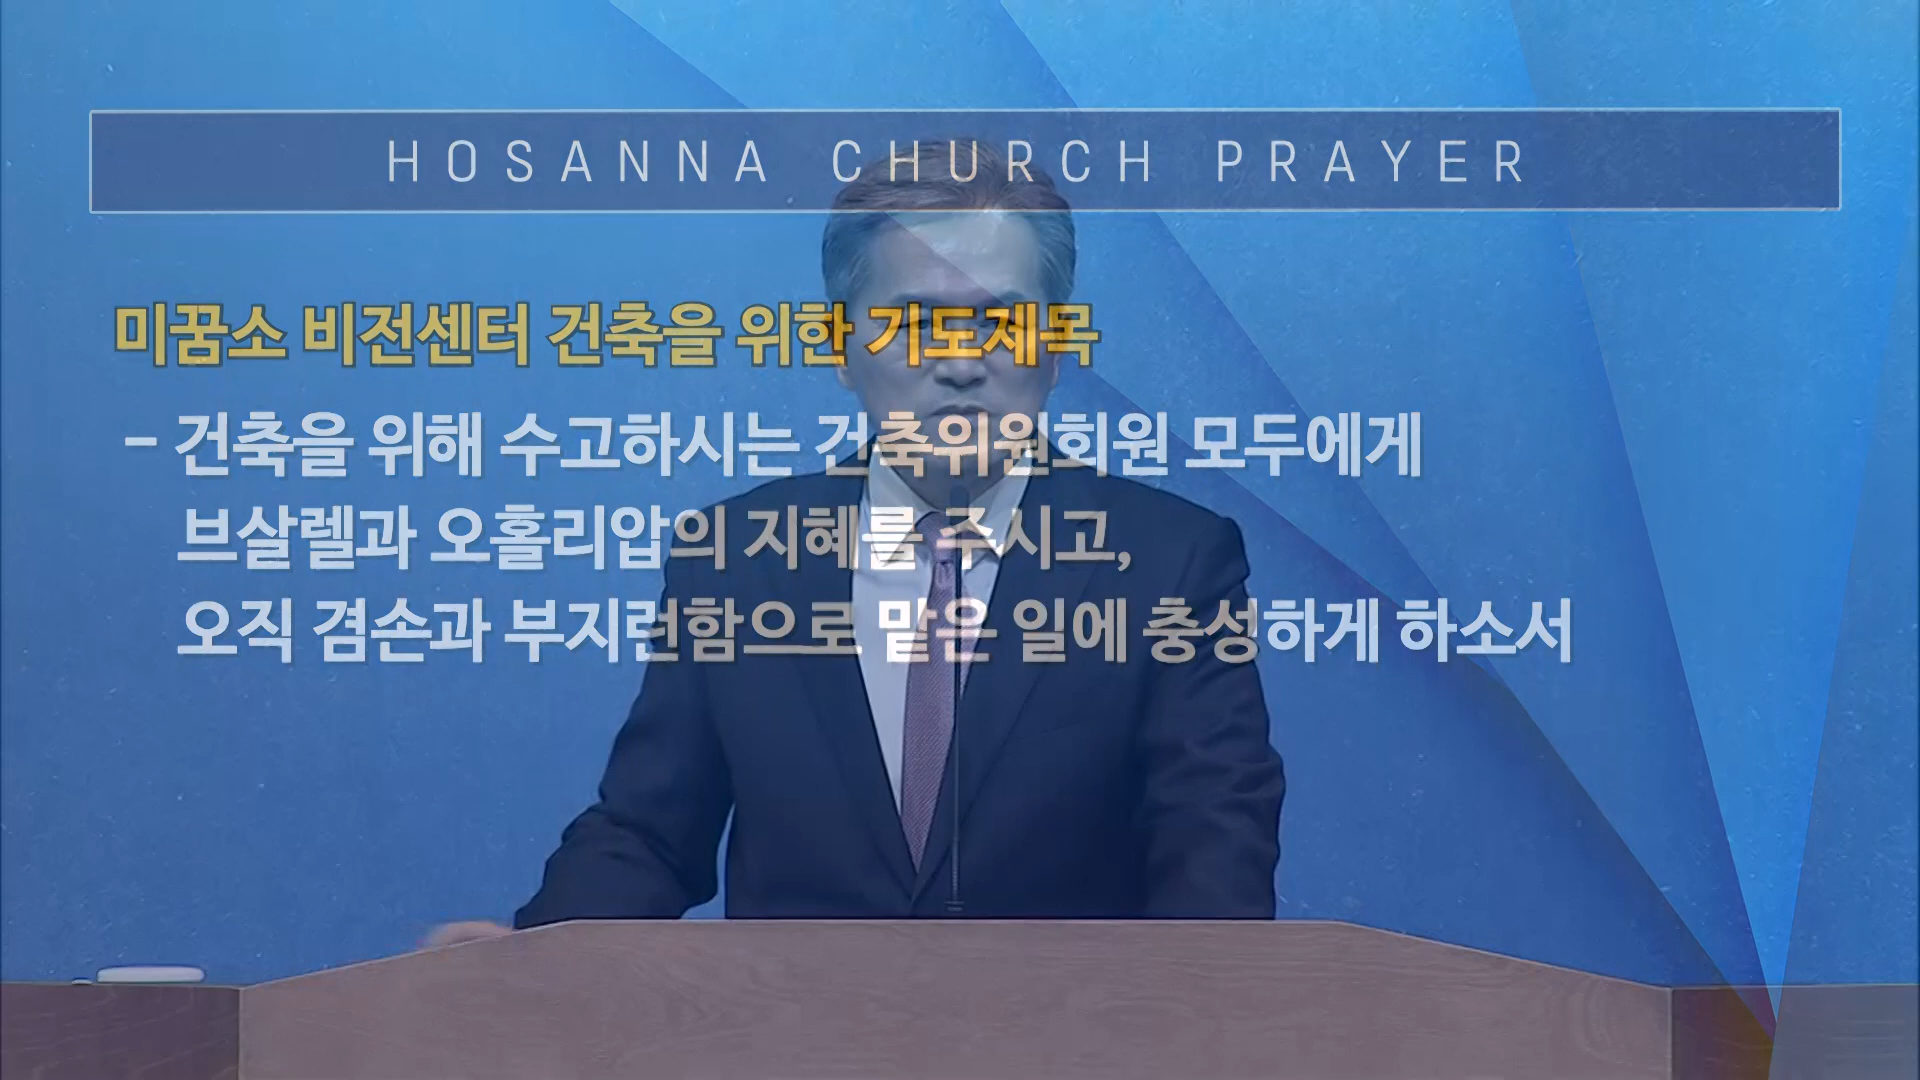 HOSANNA CHURCH PRAYER
미꿈소 비전센터 건축을 위한 기도제목
- 건축을 위해 수고하시는 건축위원회원 모두에게
브살렐과 오홀리압의 지혜를 주시고,
오직 겸손과 부지런함으로 맡은 일에 충성하게 하소서